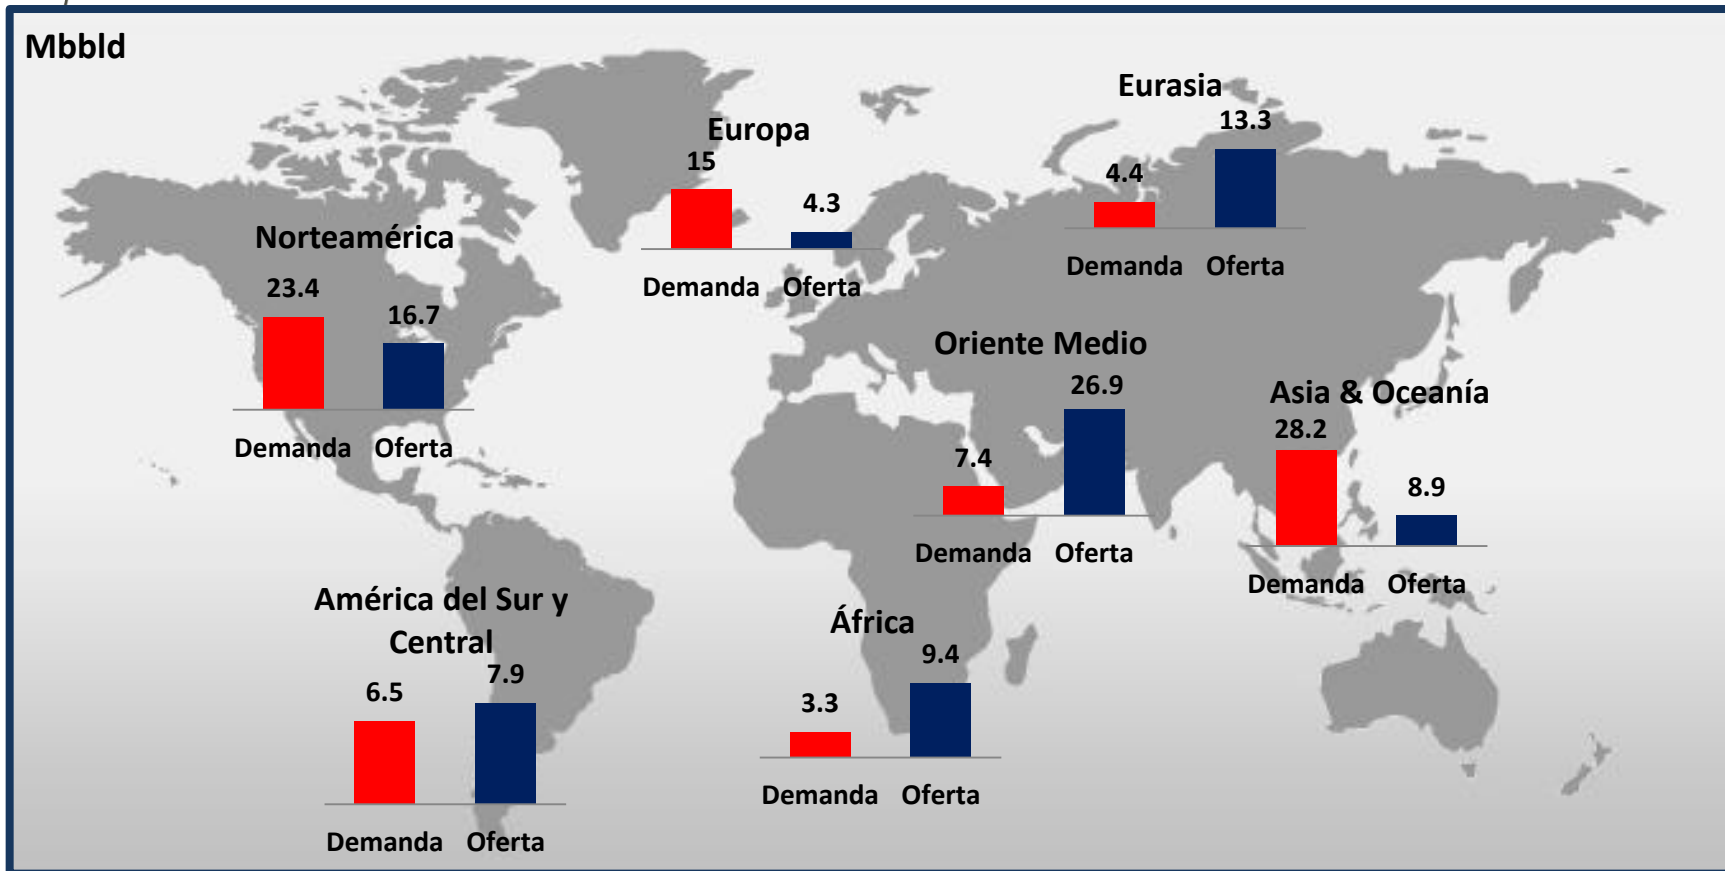 Mbbld
Eurasia
13.3
4.4
Demanda Oferta
Europa
15
4.3
Demanda Oferta
Norteamérica
23.4
16.7
Demanda Oferta
Oriente Medio
26.9
7.4
Demanda Oferta
Asia & Oceanía
28.2
8.9
Demanda Oferta
América del Sur y
Central
7.9
6.5
Demanda Oferta
África
9.4
3.3
Demanda Oferta